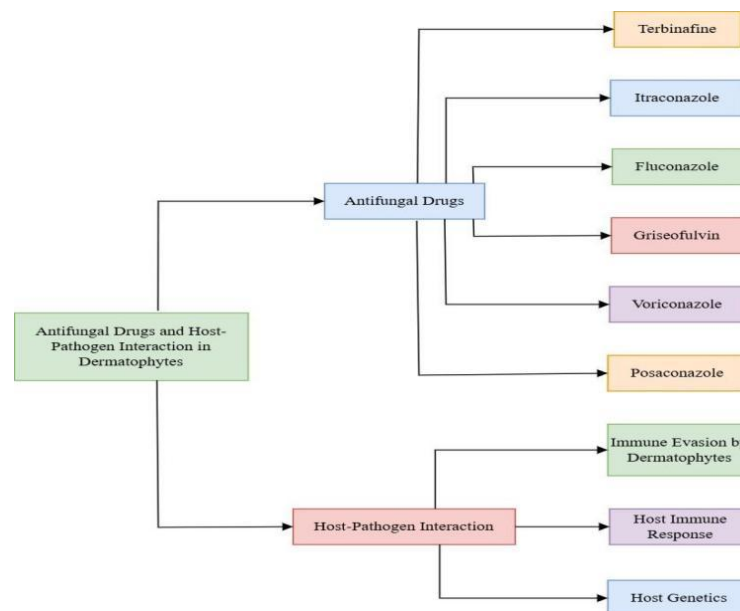 Terbinafine
Itraconazole
Fluconazole
Antifungal Drugs
Griseofulvin
Voriconazole
Antifungal Drugs and Host-
Pathogen Interaction in
Dermatophytes
Posaconazole
Immune Evasion b
Dermatophytes
Host-Pathogen Interaction
Host Immune
Response
Host Genetics